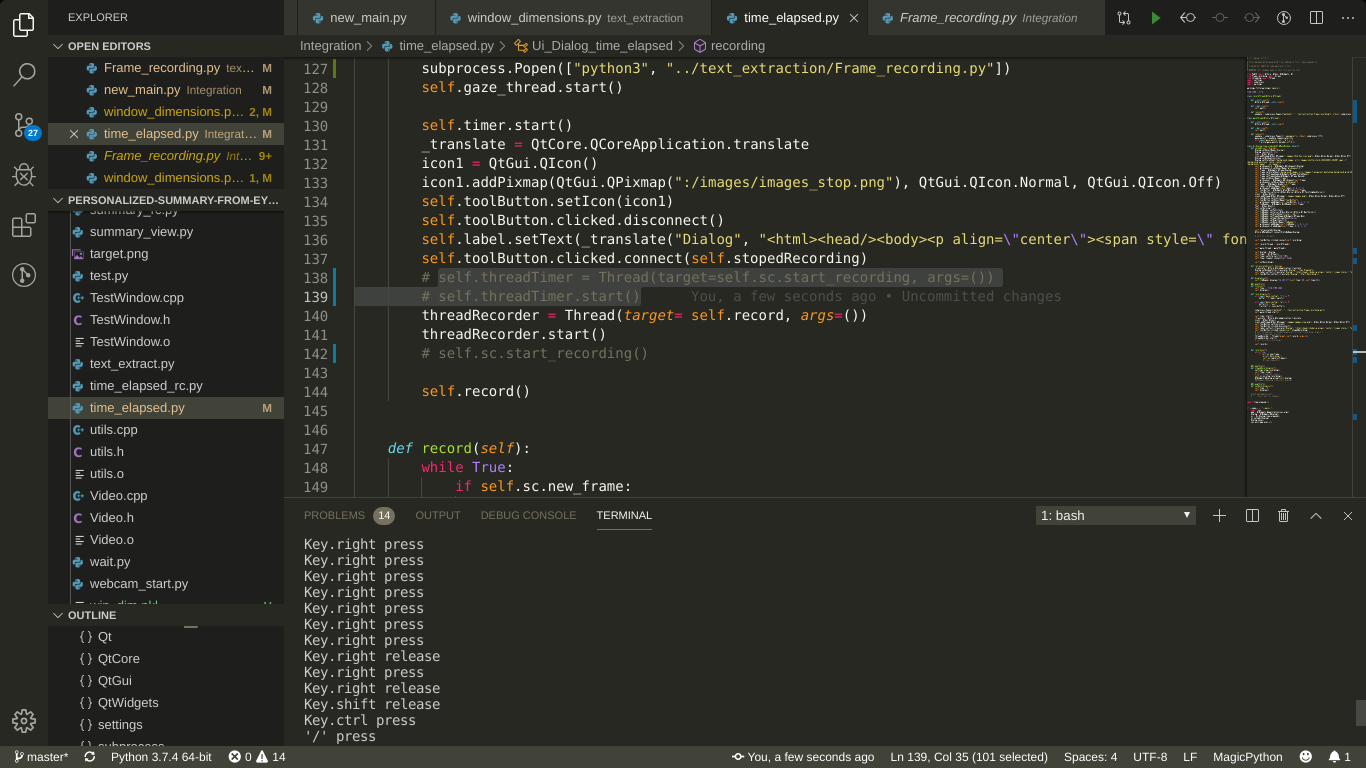 EXPLORER
OPEN EDITORS
Frame_recording.py tex... M
new_main.py Integration M
window_dimensions.p... 2, M
time_elapsed.py Integrat... M
Frame_recording.py Int... 9+
window_dimensions.p... 1, M
PERSONALIZED-SUMMARY-FROM-EY...
summary_rc.py
summary_view.py
target.png
test.py
TestWindow.cpp
TestWindow.h
TestWindow.o
text_extract.py
time_elapsed_rc.py
time_elapsed.py M
utils.cpp
utils.h
utils.o
Video.cpp
Video.h
Video.o
wait.py
webcam_start.py
OUTLINE
{ } Qt
{ } QtCore
{ } QtGui
{ } QtWidgets
{ } settings
{ } subprocess
27
new_main.py
window_dimensions.py text_extraction
time_elapsed.py
Frame_recording.py Integration
Integration > time_elapsed.py > Ui_Dialog_time_elapsed > recording
127 subprocess.Popen(["python3", "../text_extraction/Frame_recording.py"])
128 self.gaze_thread.start()
129
130 self.timer.start()
131 _translate = QtCore.QCoreApplication.translate
132 icon1 = QtGui.QIcon()
133 icon1.addPixmap(QtGui.QPixmap(":/images/images_stop.png"), QtGui.QIcon.Normal, QtGui.QIcon.Off)
134 self.toolButton.setIcon(icon1)
135 self.toolButton.clicked.disconnect()
136 self.label.setText(_translate("Dialog", "<html><head/><body><p align=\"center\"><span style=\" fon
137 self.toolButton.clicked.connect(self.stopedRecording)
138 # self.threadTimer = Thread(target=self.sc.start_recording, args=())
139 # self.threadTimer.start() You, a few seconds ago • Uncommitted changes
140 threadRecorder = Thread(target= self.record, args=())
141 threadRecorder.start()
142 # self.sc.start_recording()
143
144 self.record()
145
146
147 def record(self):
148 while True:
149 if self.sc.new_frame:
PROBLEMS 14 OUTPUT DEBUG CONSOLE TERMINAL 1: bash
Key.right press
Key.right press
Key.right press
Key.right press
Key.right press
Key.right press
Key.right press
Key.right release
Key.right press
Key.right release
Key.shift release
Key.ctrl press
'/' press
master* Python 3.7.4 64-bit 0 14 You, a few seconds ago Ln 139, Col 35 (101 selected) Spaces: 4 UTF-8 LF MagicPython 1